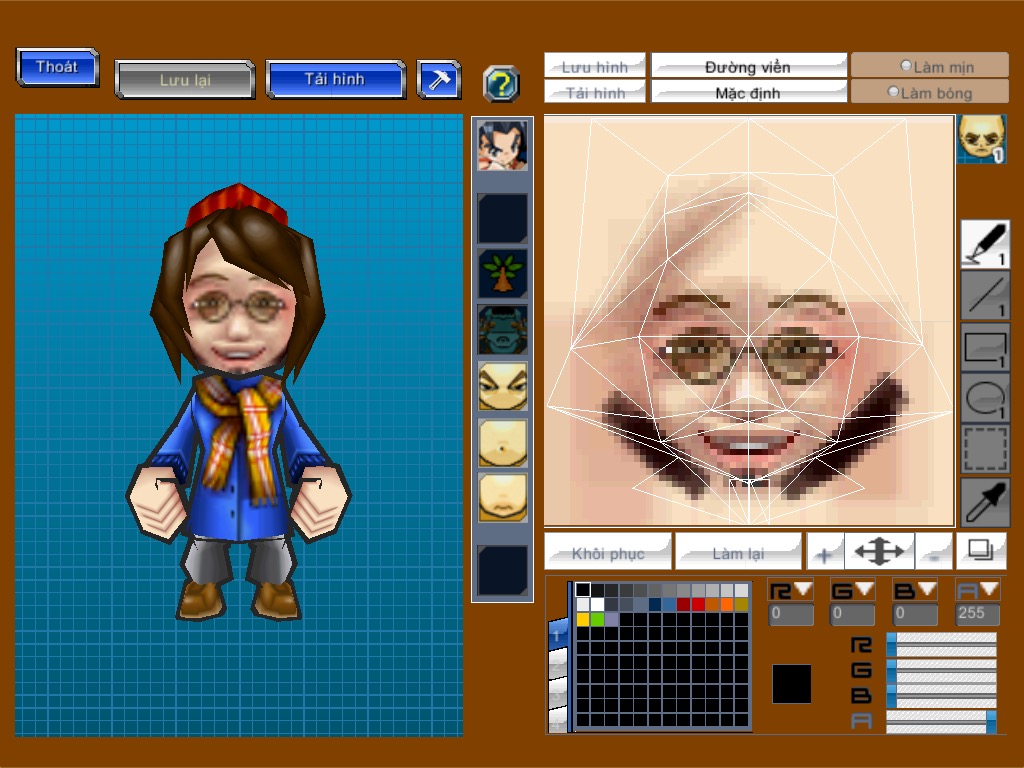 Thoát
Lưu lại
Tải hình
?
Lưu hình
Đường viền
Làm mịn
Tải hình
Mặc định
Làm bóng
1
1
1
1
1
Khôi phục
Làm lại
+
-
1
R
G
B
A
0
0
0
255
R
G
B
A